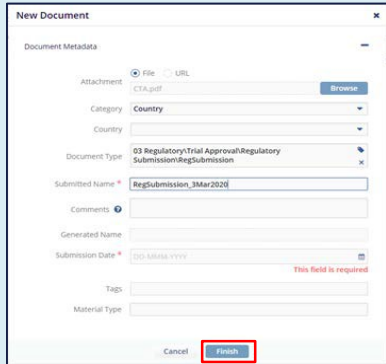 New Document ×
Document Metadata −
File URL
Attachment CTA.pdf Browse
Category Country
Country
Document Type 03 Regulatory\Trial Approval\Regulatory
Submission\RegSubmission ×
Submitted Name * RegSubmission_3Mar2020
Comments ?
Generated Name
Submission Date * DD-MMM-YYYY
This field is required
Tags
Material Type
Cancel Finish